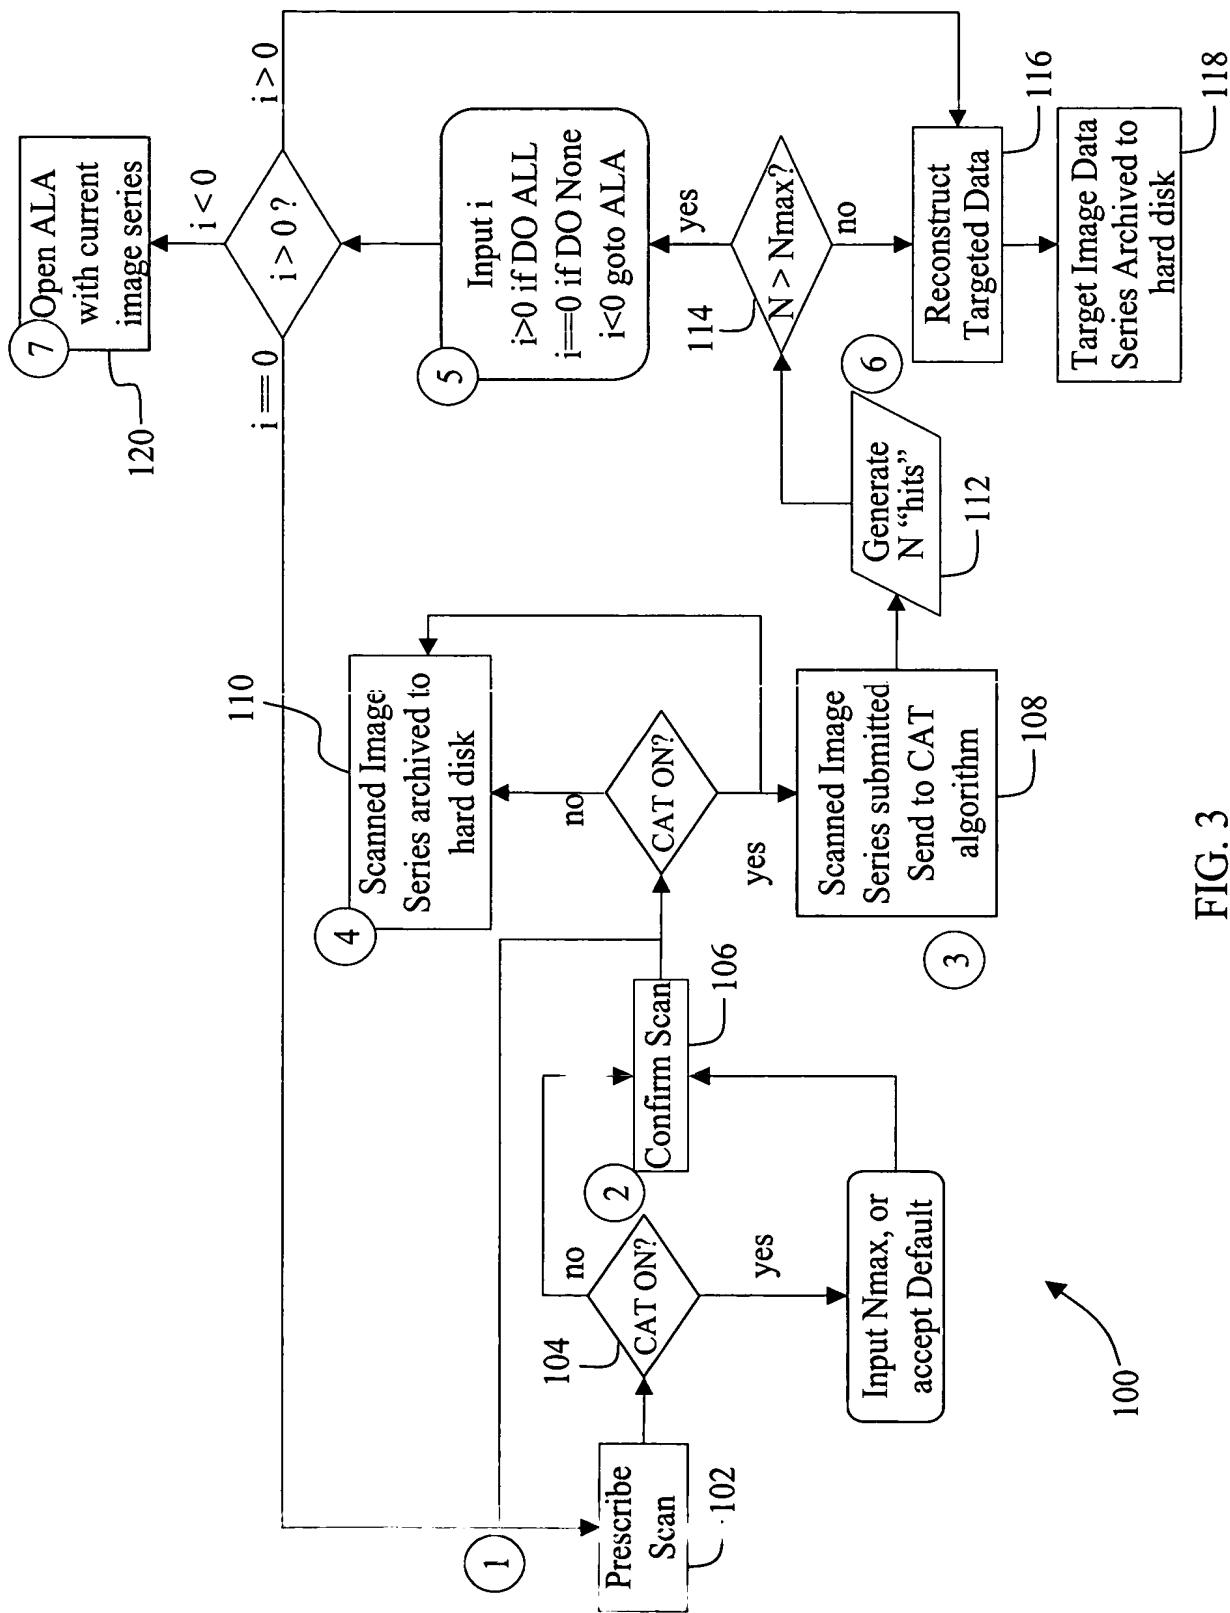 1
Prescribe
Scan
102
104
CAT ON?
no
yes
Input Nmax, or
accept Default
2
Confirm Scan
106
CAT ON?
no
yes
4
Scanned Image
Series archived to
hard disk
110
3
Scanned Image
Series submitted
Send to CAT
algorithm
108
Generate
N “hits”
112
6
114
N > Nmax?
yes
no
5
Input i
i>0 if DO ALL
i==0 if DO None
i<0 goto ALA
i > 0 ?
i == 0
i < 0
i > 0
7
Open ALA
with current
image series
120
Reconstruct
Targeted Data
116
Target Image Data
Series Archived to
hard disk
118
100
FIG. 3